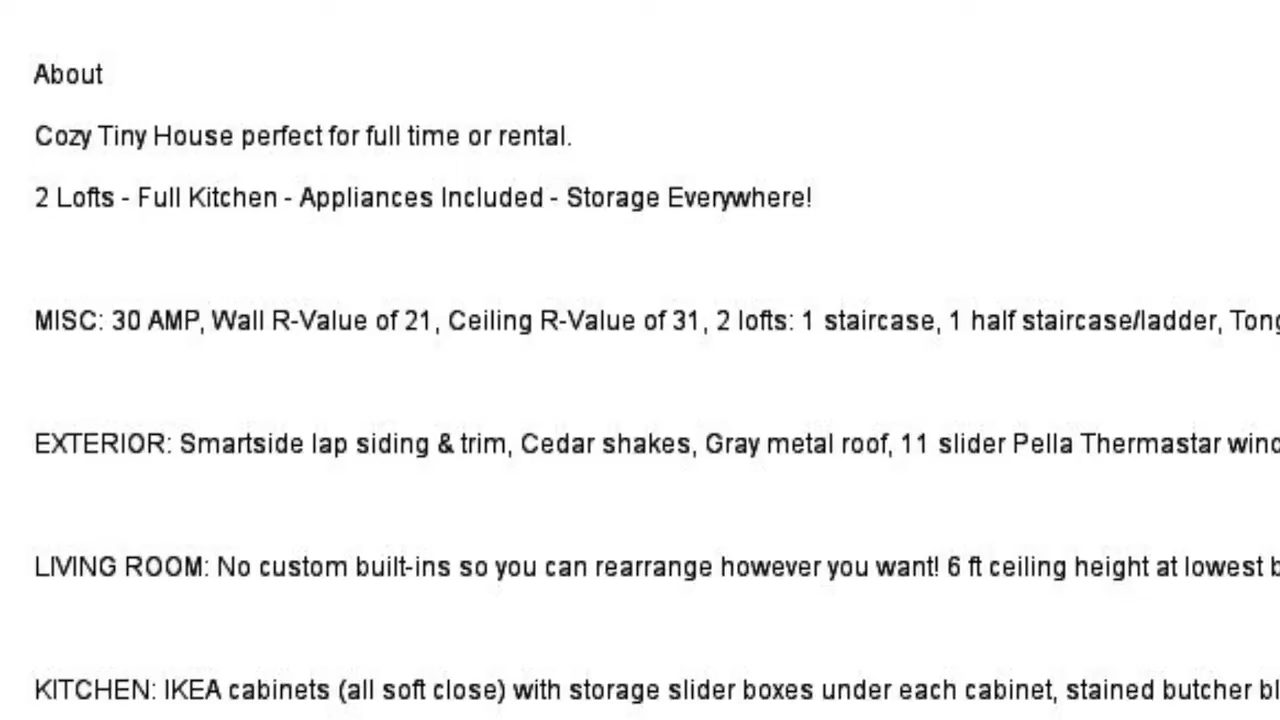 About
Cozy Tiny House perfect for full time or rental.
2 Lofts - Full Kitchen - Appliances Included - Storage Everywhere!
MISC: 30 AMP, Wall R-Value of 21, Ceiling R-Value of 31, 2 lofts: 1 staircase, 1 half staircase/ladder,
EXTERIOR: Smartside lap siding & trim, Cedar shakes, Gray metal roof, 11 slider Pella Thermastar
LIVING ROOM: No custom built-ins so you can rearrange however you want! 6 ft ceiling height at lowest
KITCHEN: IKEA cabinets (all soft close) with storage slider boxes under each cabinet, stained butcher